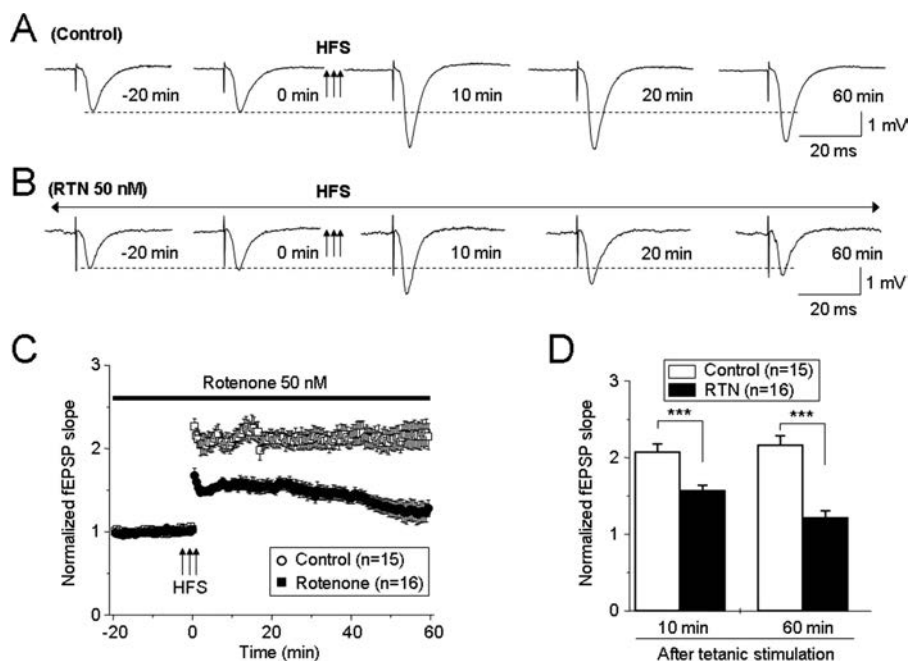 A
(Control)
HFS
-20 min
0 min
10 min
20 min
60 min
1 mV
20 ms
B
(RTN 50 nM)
HFS
-20 min
0 min
10 min
20 min
60 min
1 mV
20 ms
C
Normalized fEPSP slope
3
2
1
0
Rotenone 50 nM
HFS
Control (n=15)
Rotenone (n=16)
-20
0
20
40
60
Time (min)
D
Control (n=15)
RTN (n=16)
Normalized fEPSP slope
3
2
1
0
***
***
10 min
60 min
After tetanic stimulation